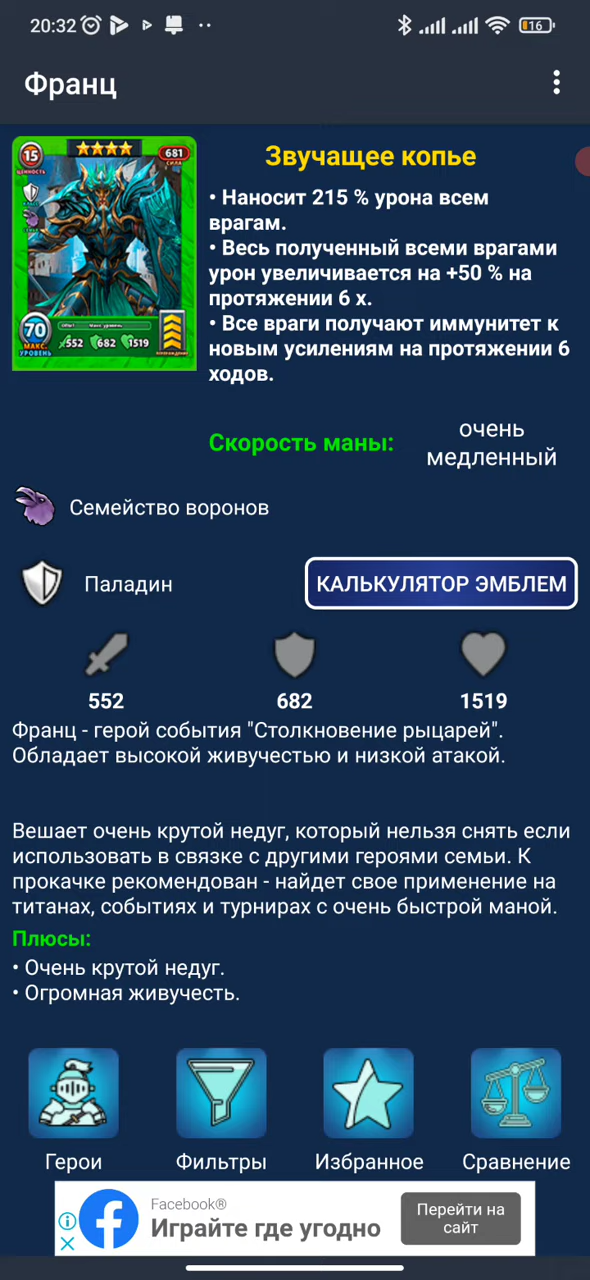 20:32
16
Франц
15
ЦЕННОСТЬ
681
СИЛА
70
МАКС.
УРОВЕНЬ
552
682
1519
Звучащее копье
• Наносит 215 % урона всем
врагам.
• Весь полученный всеми врагами
урон увеличивается на +50 % на
протяжении 6 х.
• Все враги получают иммунитет к
новым усилениям на протяжении 6
ходов.
Скорость маны:
очень
медленный
Семейство воронов
Паладин
КАЛЬКУЛЯТОР ЭМБЛЕМ
552
682
1519
Франц - герой события "Столкновение рыцарей".
Обладает высокой живучестью и низкой атакой.
Вешает очень крутой недуг, который нельзя снять если
использовать в связке с другими героями семьи. К
прокачке рекомендован - найдет свое применение на
титанах, событиях и турнирах с очень быстрой маной.
Плюсы:
• Очень крутой недуг.
• Огромная живучесть.
Герои
Фильтры
Избранное
Сравнение
Facebook®
Играйте где угодно
Перейти на
сайт